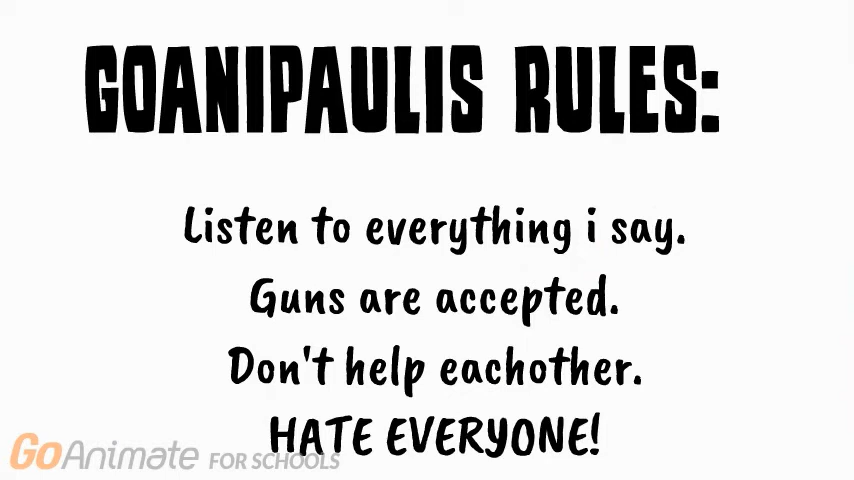 GOANIPAULIS RULES:
Listen to everything i say.
Guns are accepted.
Don't help eachother.
HATE EVERYONE!
GoAnimate FOR SCHOOLS